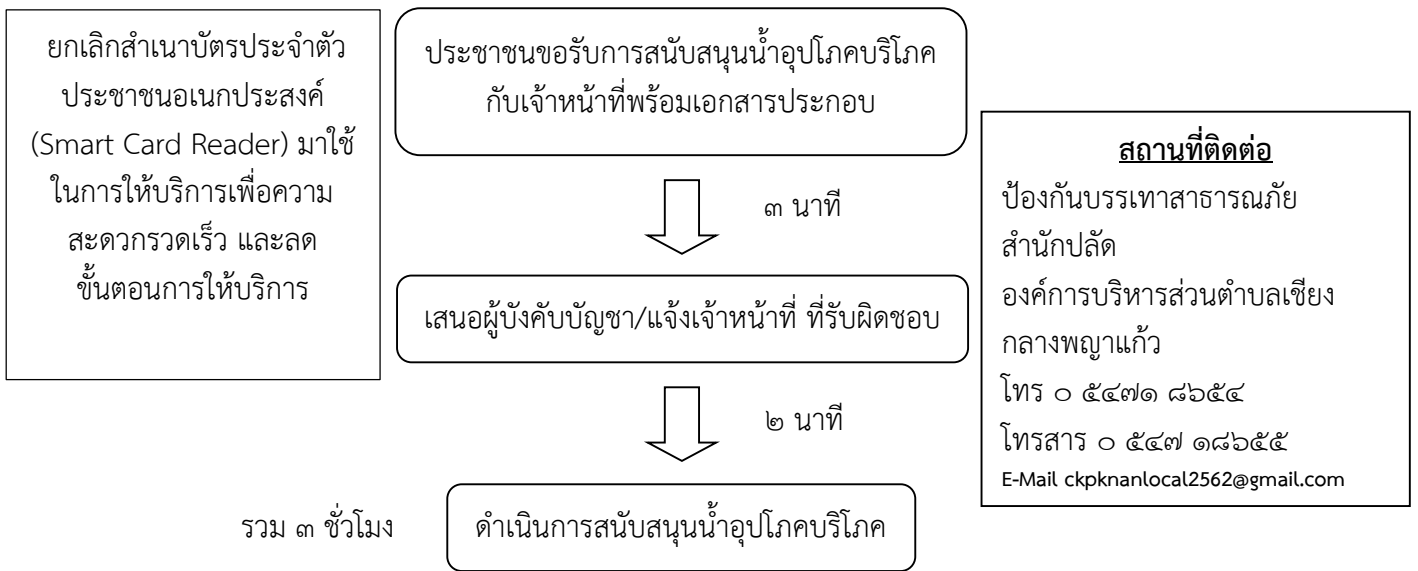 ยกเลิกสำเนาบัตรประจำตัว
ประชาชนอเนกประสงค์
(Smart Card Reader) มาใช้
ในการให้บริการเพื่อความ
สะดวกรวดเร็ว และลด
ขั้นตอนการให้บริการ
ประชาชนขอรับการสนับสนุนน้ำอุปโภคบริโภค
กับเจ้าหน้าที่พร้อมเอกสารประกอบ
๓ นาที
เสนอผู้บังคับบัญชา/แจ้งเจ้าหน้าที่ ที่รับผิดชอบ
๒ นาที
รวม ๓ ชั่วโมง
ดำเนินการสนับสนุนน้ำอุปโภคบริโภค
สถานที่ติดต่อ
ป้องกันบรรเทาสาธารณภัย
สำนักปลัด
องค์การบริหารส่วนตำบลเชียง
กลางพญาแก้ว
โทร ๐ ๕๔๗๑ ๘๖๕๔
โทรสาร ๐ ๕๔๗ ๑๘๖๕๕
E-Mail ckpknanlocal2562@gmail.com